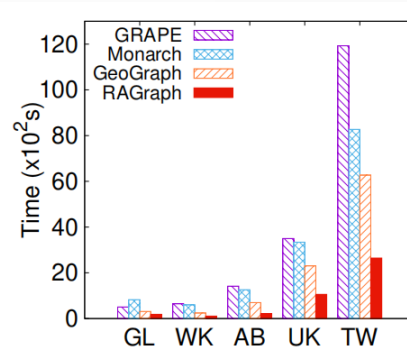 GRAPE
Monarch
GeoGraph
RAGraph
Time (x10²s)
120
100
80
60
40
20
0
GL WK AB UK TW